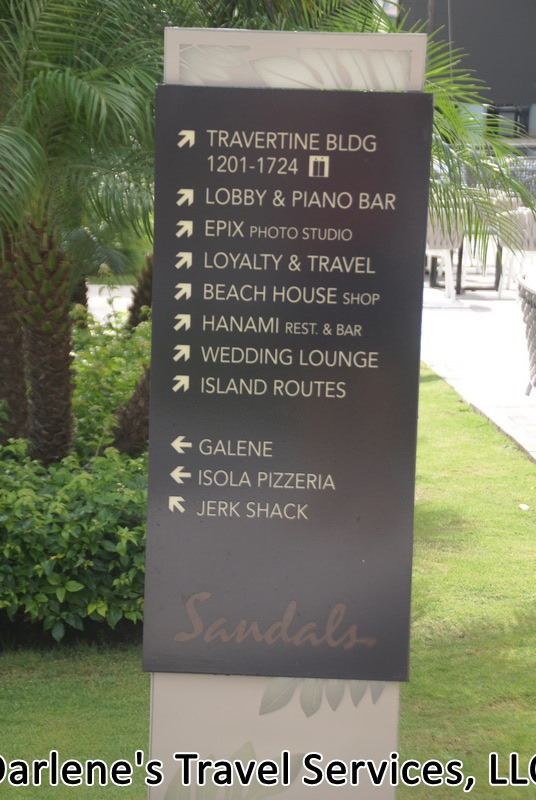 TRAVERTINE BLDG
1201-1724
LOBBY & PIANO BAR
EPIX PHOTO STUDIO
LOYALTY & TRAVEL
BEACH HOUSE SHOP
HANAMI REST. & BAR
WEDDING LOUNGE
ISLAND ROUTES
GALENE
ISOLA PIZZERIA
JERK SHACK
Sandals
Darlene's Travel Services, LLC